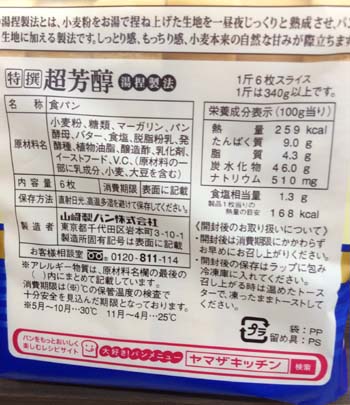 湯捏製法とは、小麦粉をお湯で捏ね上げた生地を一昼夜じっくりと熟成させ、パン
生地に加える製法です。しっとり感、もっちり感、小麦本来の自然な甘みが際立ちます
特撰 超芳醇 湯捏製法
1斤6枚スライス
1斤は340g以上です。
名称 食パン
原材料名 小麦粉、糖類、マーガリン、パン
酵母、バター、食塩、脱脂粉乳、発
酵種、植物油脂、醸造酢、乳化剤、
イーストフード、V.C、(原材料の一
部に乳成分、小麦、大豆を含む)
内容量 6枚 消費期限 表面に記載
保存方法 直射日光、高温多湿を避けて保存してください。
製造者 山崎製パン株式会社
東京都千代田区岩本町3-10-1
製造所固有記号は表面に記載
お客様相談室 0120-811-114
※アレルギー物質は、原材料名欄の最後の
( )内にまとめて記載しています。
消費期限は(※)℃の保管温度の検査で
十分安全を見込んだ期限となっております。
※5月〜10月…30℃ 11月〜4月…25℃
栄養成分表示(100g当り)
熱量 259 kcal
たんぱく質 9.0 g
脂質 4.3 g
炭水化物 46.0 g
ナトリウム 510 mg
食塩相当量 1.3 g
製品1枚当りの熱量の目安 168 kcal
<開封後のお取り扱いについて>
○開封後は消費期限にかかわらず
お早めにお召し上がりください。
○開封後の保存はラップに包み
冷凍庫に入れてください。召し
上がる時は温めたトースタ
ーで、凍ったままトーストして
ください。
プラ
袋:PP
留め具:PS
パンをもっとおいしく
楽しむレシピサイト
大好きパンメニュー
ヤマザキッチン 検索